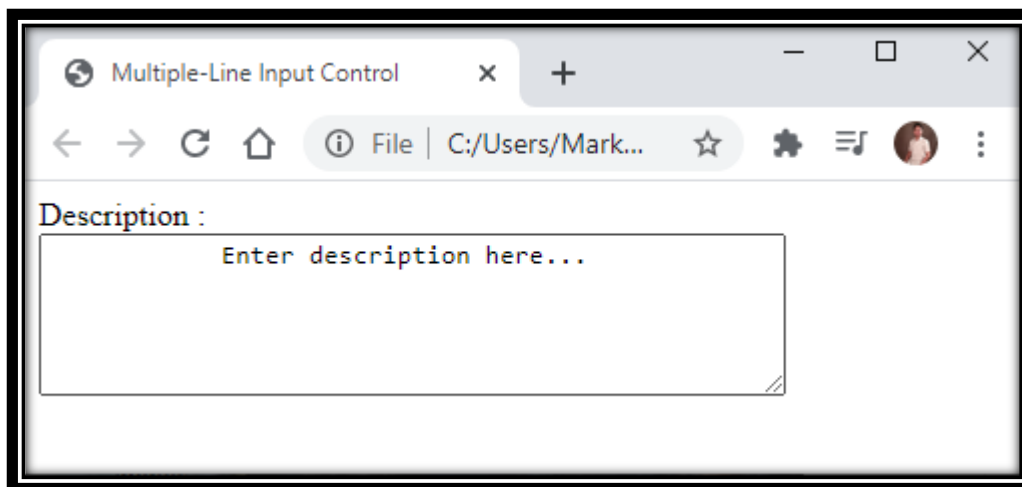 Multiple-Line Input Control
File C:/Users/Mark...
Description :
Enter description here...